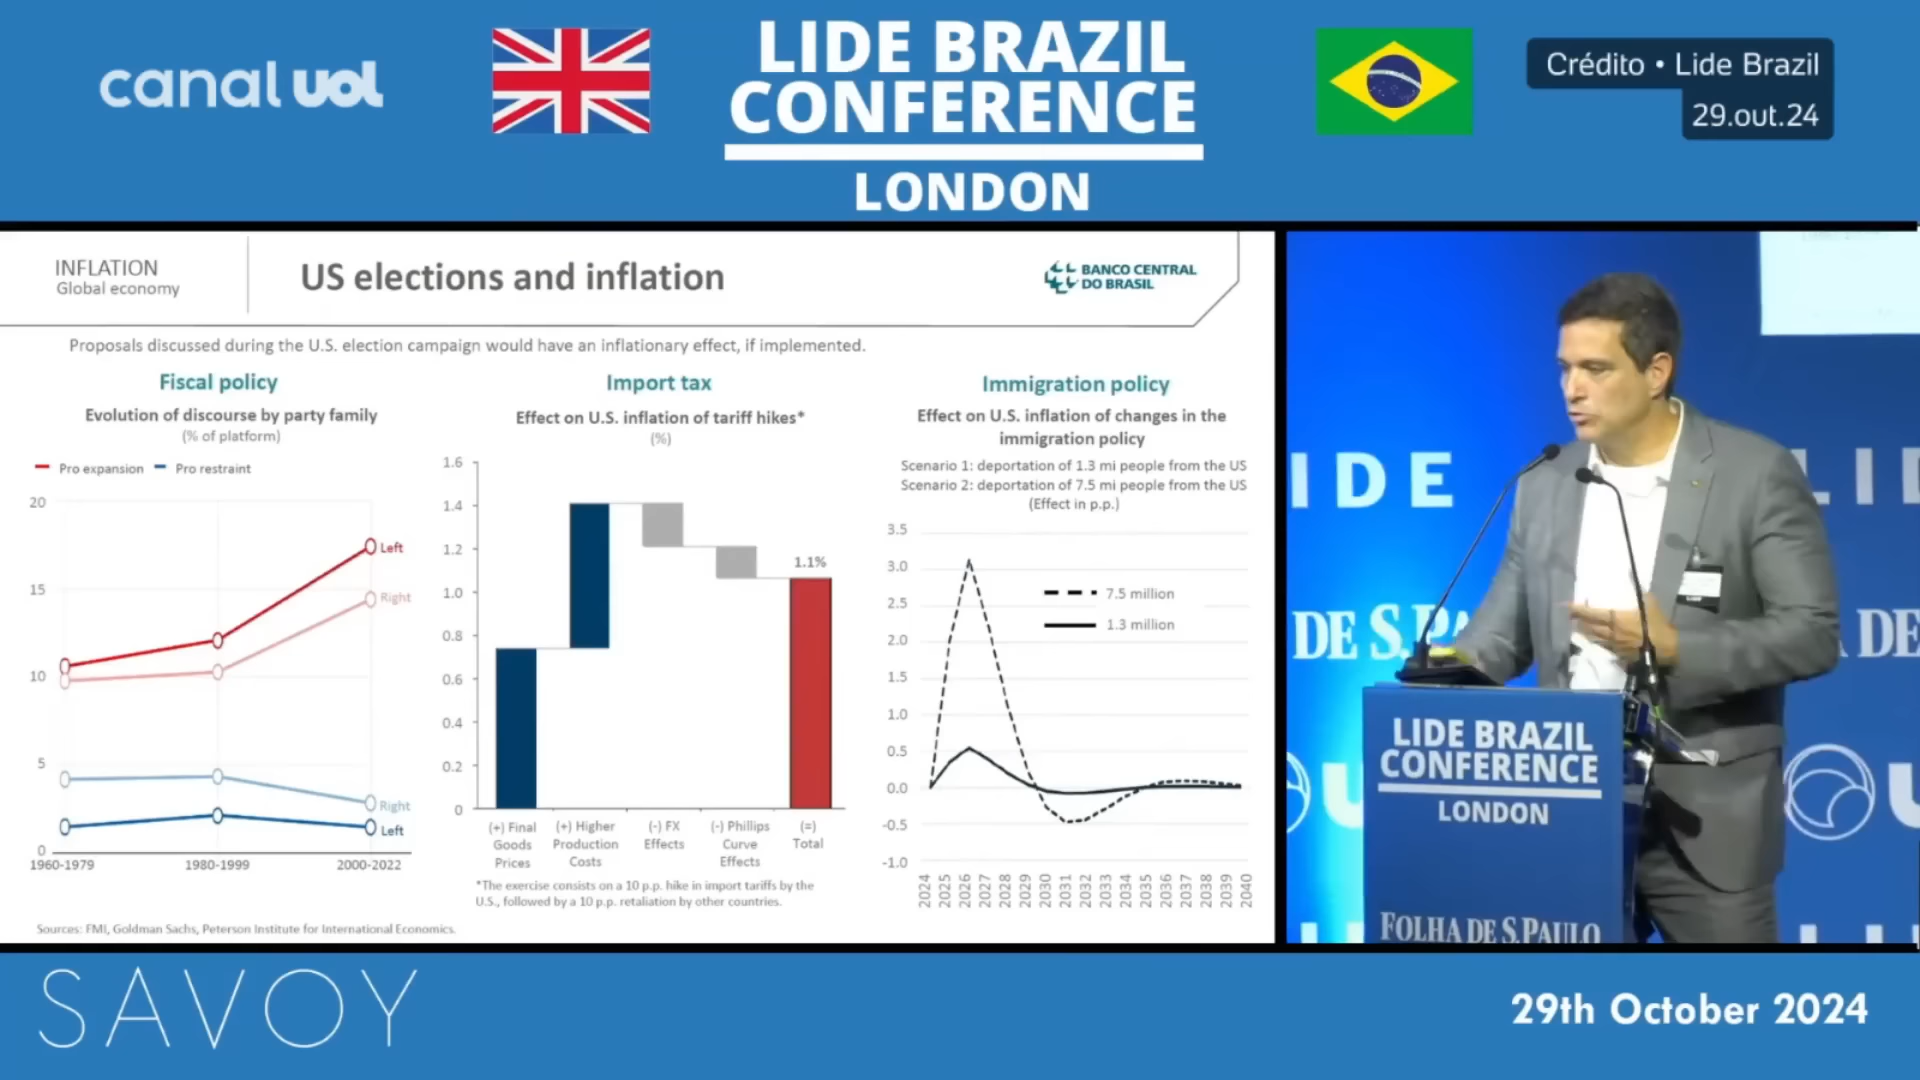 canal uol
LIDE BRAZIL
CONFERENCE
LONDON
Crédito • Lide Brazil
29.out.24
INFLATION
Global economy
US elections and inflation
BANCO CENTRAL
DO BRASIL
Proposals discussed during the U.S. election campaign would have an inflationary effect, if implemented.
Fiscal policy
Evolution of discourse by party family
(% of platform)
Pro expansion
Pro restraint
20
15
10
5
0
Left
Right
Right
Left
1960-1979
1980-1999
2000-2022
Import tax
Effect on U.S. inflation of tariff hikes*
(%)
1.6
1.4
1.2
1.0
0.8
0.6
0.4
0.2
0
1.1%
(+) Final
Goods
Prices
(+) Higher
Production
Costs
(-) FX
Effects
(-) Phillips
Curve
Effects
(=)
Total
*The exercise consists on a 10 p.p. hike in import tariffs by the
U.S., followed by a 10 p.p. retaliation by other countries.
Immigration policy
Effect on U.S. inflation of changes in the
immigration policy
Scenario 1: deportation of 1.3 mi people from the US
Scenario 2: deportation of 7.5 mi people from the US
(Effect in p.p.)
3.5
3.0
2.5
2.0
1.5
1.0
0.5
0.0
-0.5
-1.0
7.5 million
1.3 million
2024
2025
2026
2027
2028
2029
2030
2031
2032
2033
2034
2035
2036
2037
2038
2039
2040
Sources: FMI, Goldman Sachs, Peterson Institute for International Economics.
IDE
LID
DE S.PA
A DE
U
LIDE BRAZIL
CONFERENCE
LONDON
FOLHA DE S.PAULO
SAVOY
29th October 2024